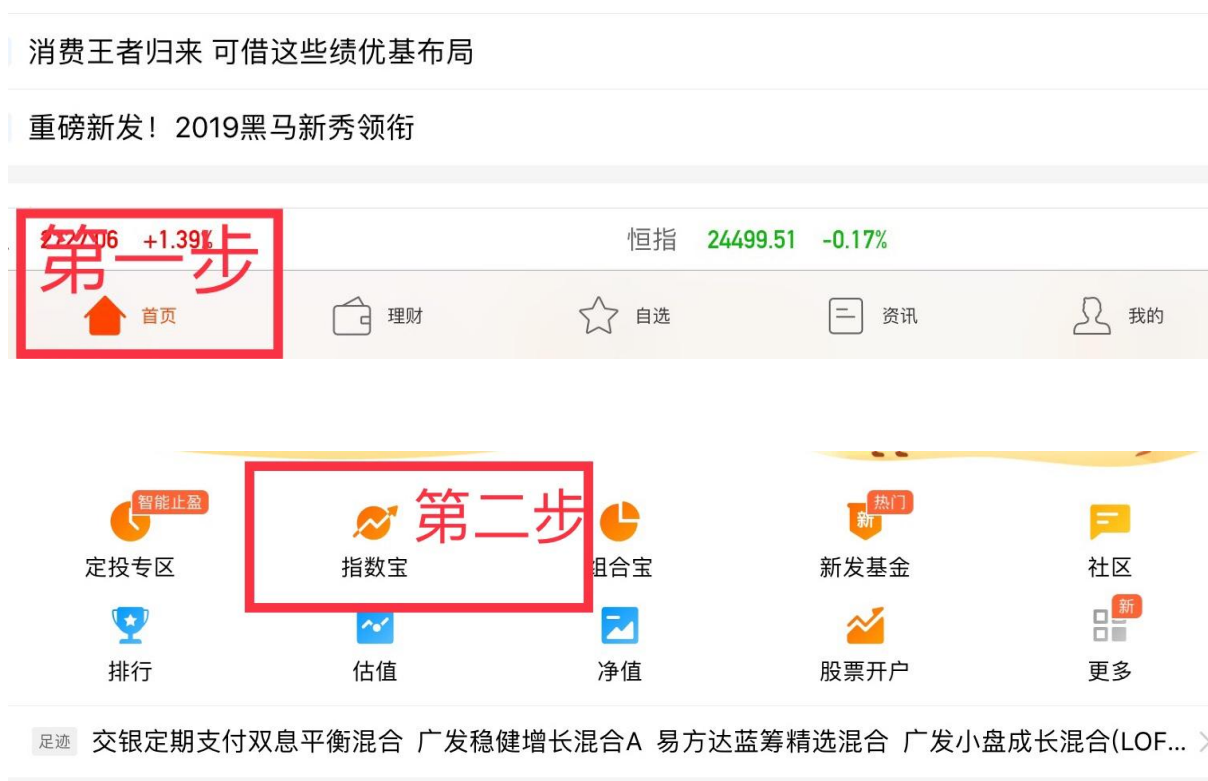 消费王者归来 可借这些绩优基布局
重磅新发！2019黑马新秀领衔
+1.39% 恒指 24499.51 -0.17%
第一步
首页 理财 自选 资讯 我的
智能止盈 热门
第二步
新
定投专区 指数宝 组合宝 新发基金 社区
新
排行 估值 净值 股票开户 更多
足迹 交银定期支付双息平衡混合 广发稳健增长混合A 易方达蓝筹精选混合 广发小盘成长混合(LOF...